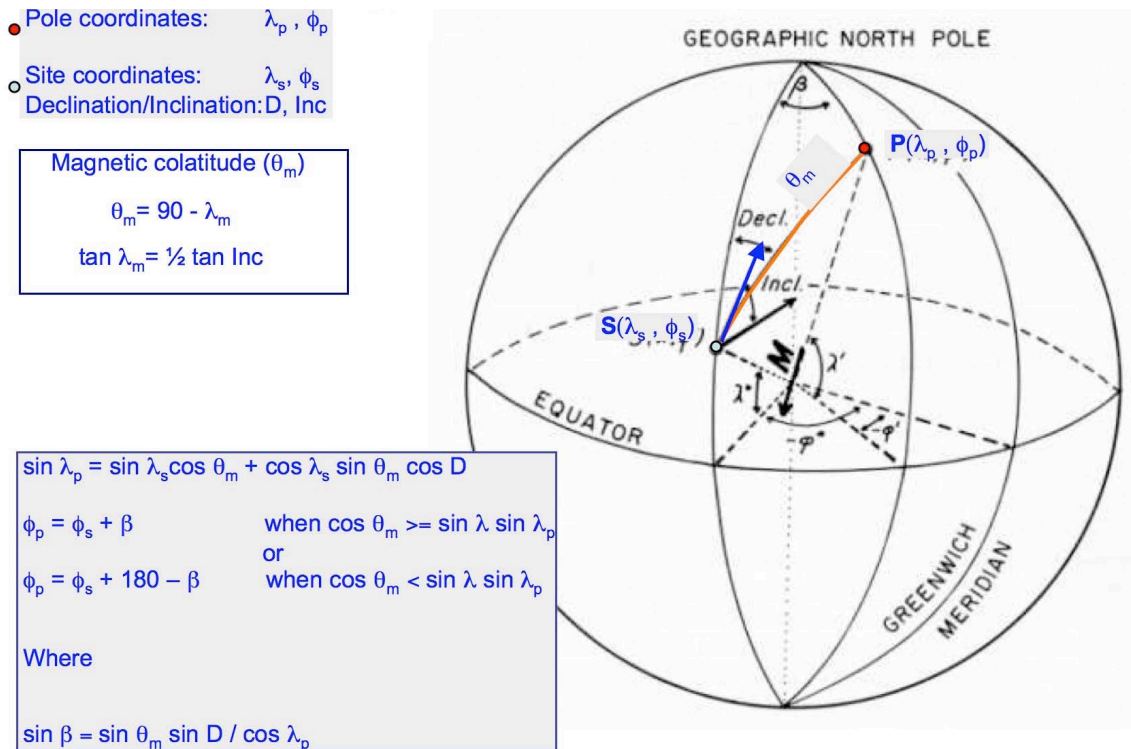 Pole coordinates: λp , ϕp
Site coordinates: λs, ϕs
Declination/Inclination:D, Inc
Magnetic colatitude (θm)
θm= 90 - λm
tan λm= ½ tan Inc
GEOGRAPHIC NORTH POLE
β
P(λp , ϕp)
θm
Decl.
Incl.
S(λs , ϕs)
M
λ'
λ"
-φ'
-φ"
EQUATOR
GREENWICH
MERIDIAN
sin λp = sin λscos θm + cos λs sin θm cos D
ϕp = ϕs + β when cos θm >= sin λ sin λp
or
ϕp = ϕs + 180 – β when cos θm < sin λ sin λp
Where
sin β = sin θm sin D / cos λp